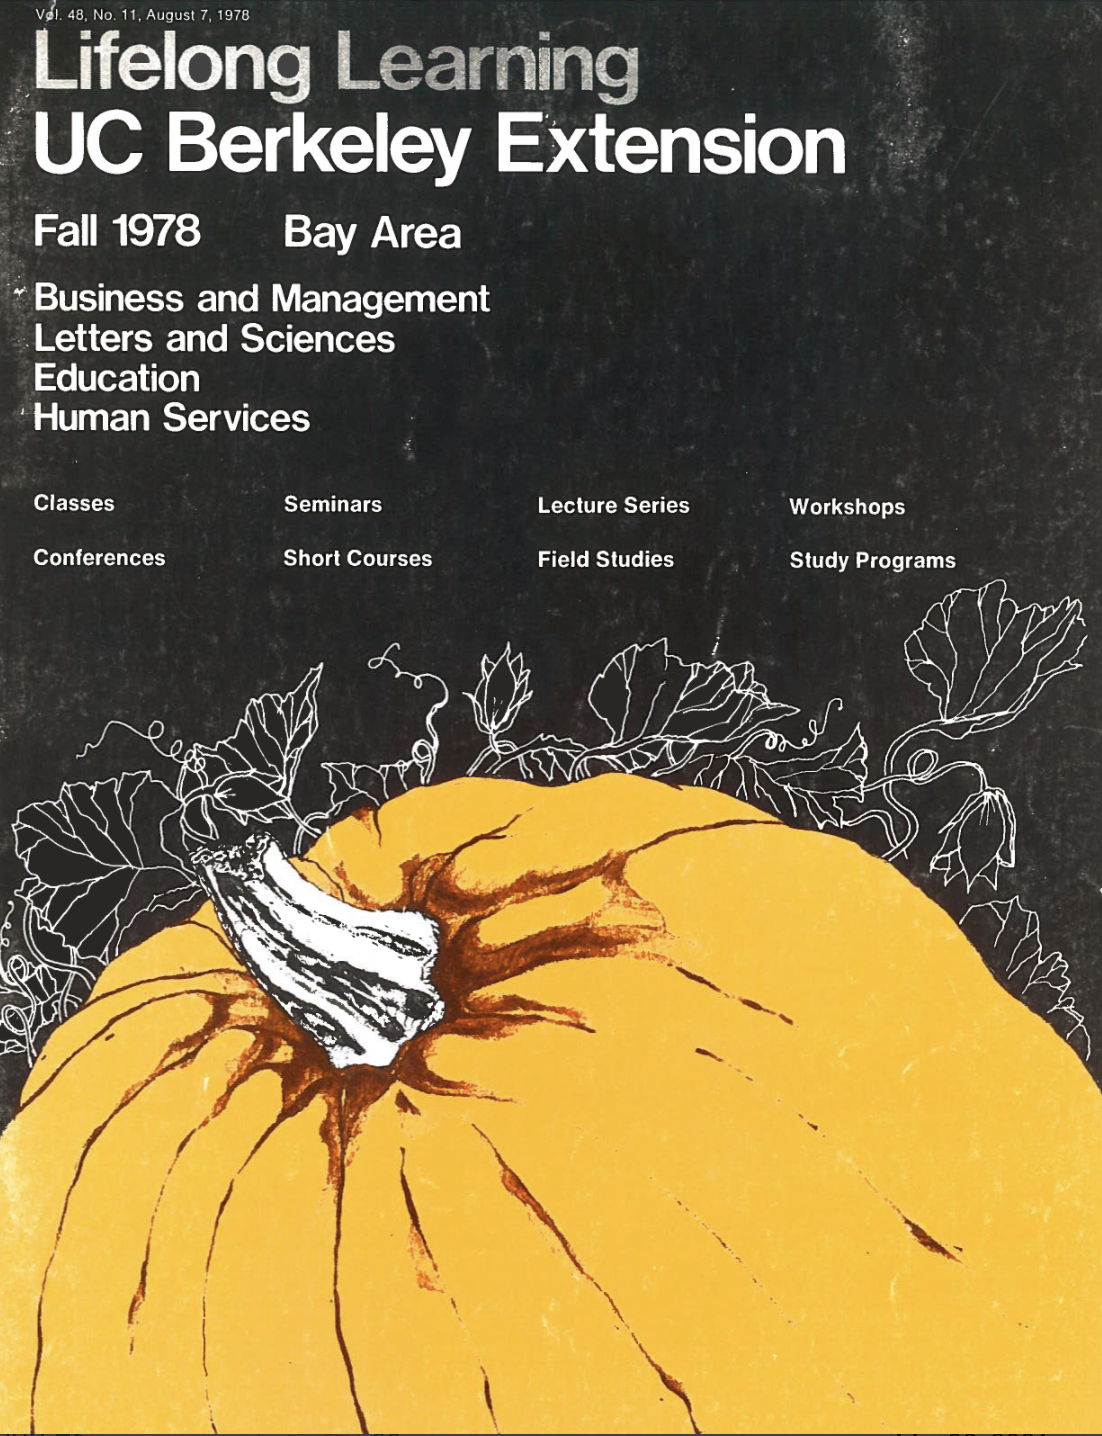 Vol. 48, No. 11, August 7, 1978
Lifelong Learning
UC Berkeley Extension
Fall 1978 Bay Area
Business and Management
Letters and Sciences
Education
Human Services
Classes Seminars Lecture Series Workshops
Conferences Short Courses Field Studies Study Programs